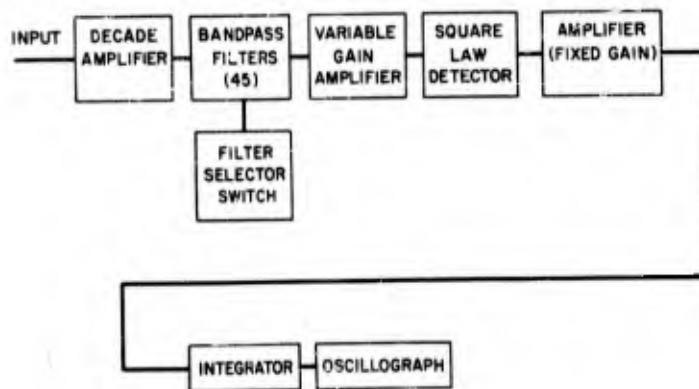 INPUT
DECADE
AMPLIFIER
BANDPASS
FILTERS
(45)
VARIABLE
GAIN
AMPLIFIER
SQUARE
LAW
DETECTOR
AMPLIFIER
(FIXED GAIN)
FILTER
SELECTOR
SWITCH
INTEGRATOR
OSCILLOGRAPH